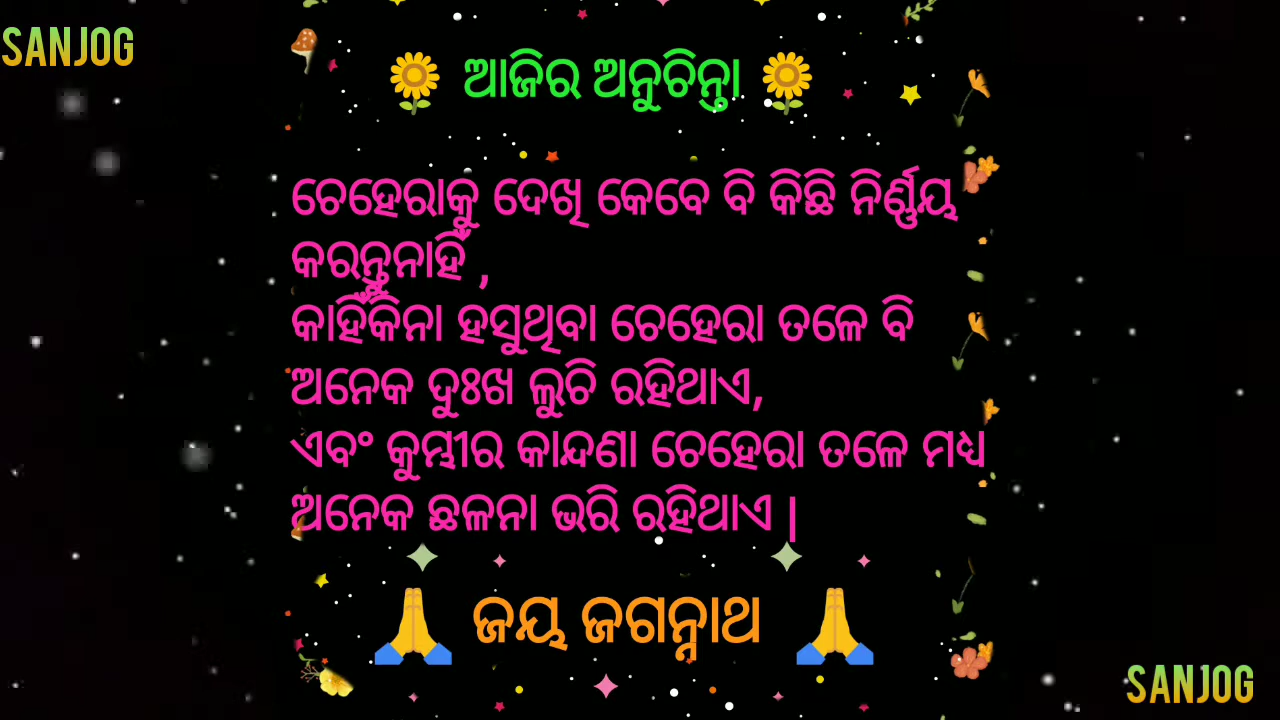 SANJOG
🌼 ଆଜିର ଅନୁଚିନ୍ତା 🌼
ଚେହେରାକୁ ଦେଖି କେବେ ବି କିଛି ନିର୍ଣ୍ଣୟ
କରନ୍ତୁନାହିଁ ,
କାହିଁକିନା ହସୁଥିବା ଚେହେରା ତଳେ ବି
ଅନେକ ଦୁଃଖ ଲୁଚି ରହିଥାଏ,
ଏବଂ କୁମ୍ଭୀର କାନ୍ଦଣା ଚେହେରା ତଳେ ମଧ୍ୟ
ଅନେକ ଛଳନା ଭରି ରହିଥାଏ |
🙏 ଜୟ ଜଗନ୍ନାଥ 🙏
SANJOG